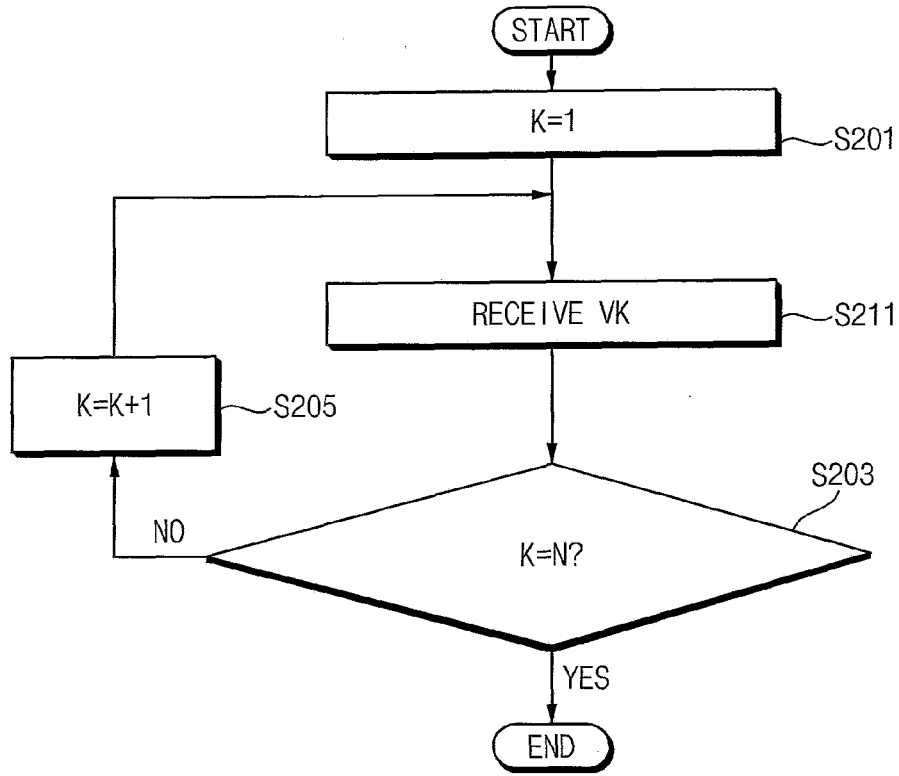 START
K=1
S201
RECEIVE VK
S211
K=K+1
S205
S203
K=N?
NO
YES
END